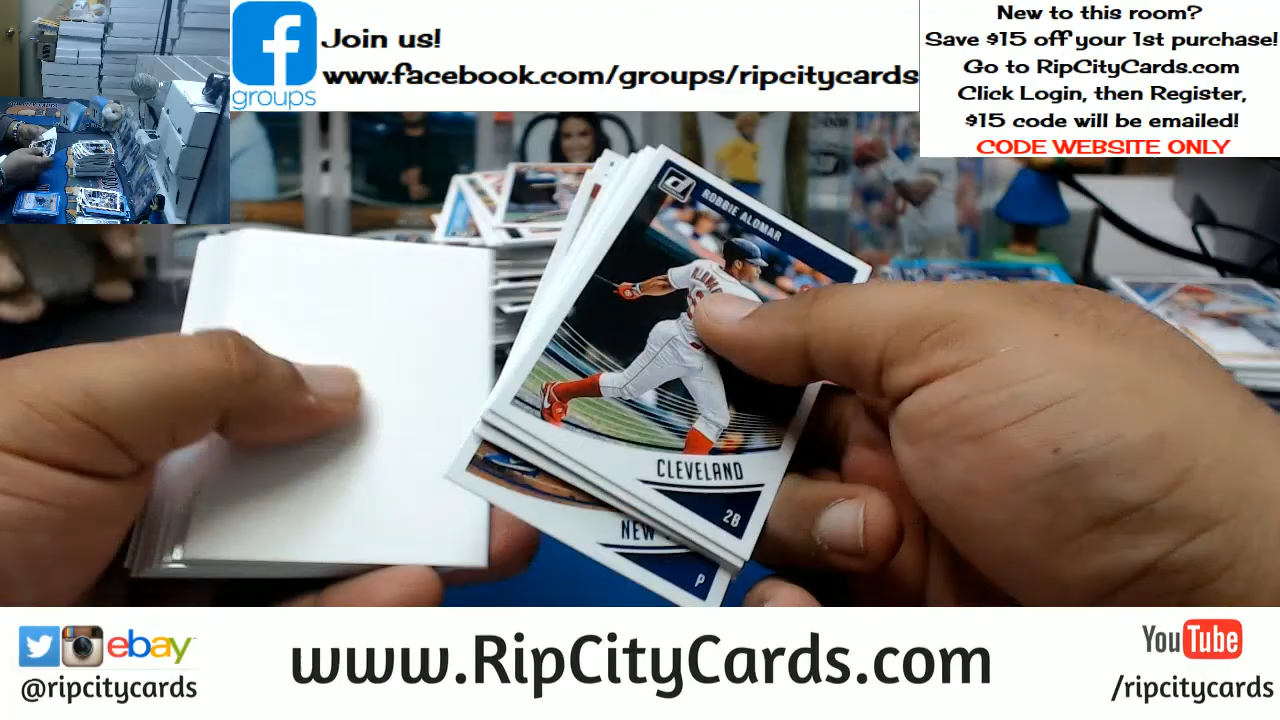 f
groups
Join us!
www.facebook.com/groups/ripcitycards
New to this room?
Save $15 off your 1st purchase!
Go to RipCityCards.com
Click Login, then Register,
$15 code will be emailed!
CODE WEBSITE ONLY
d
ROBBIE ALOMAR
CLEVELAND
2B
NEW
P
ebay
@ripcitycards
www.RipCityCards.com
YouTube
/ripcitycards